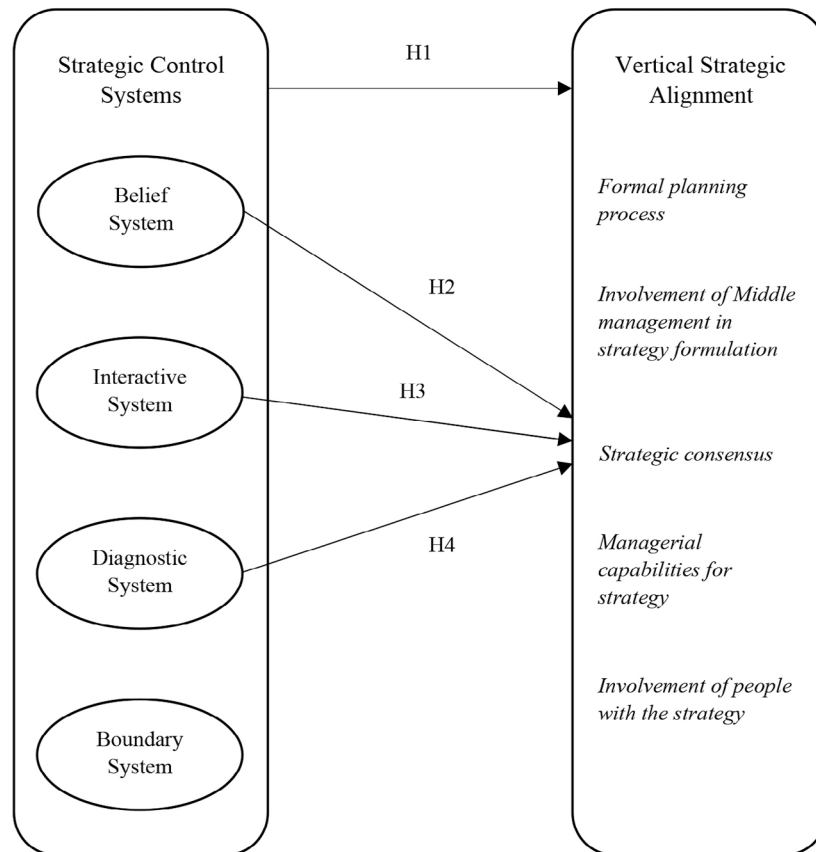 Strategic Control
Systems
Belief
System
Interactive
System
Diagnostic
System
Boundary
System
H1
H2
H3
H4
Vertical Strategic
Alignment
Formal planning
process
Involvement of Middle
management in
strategy formulation
Strategic consensus
Managerial
capabilities for
strategy
Involvement of people
with the strategy